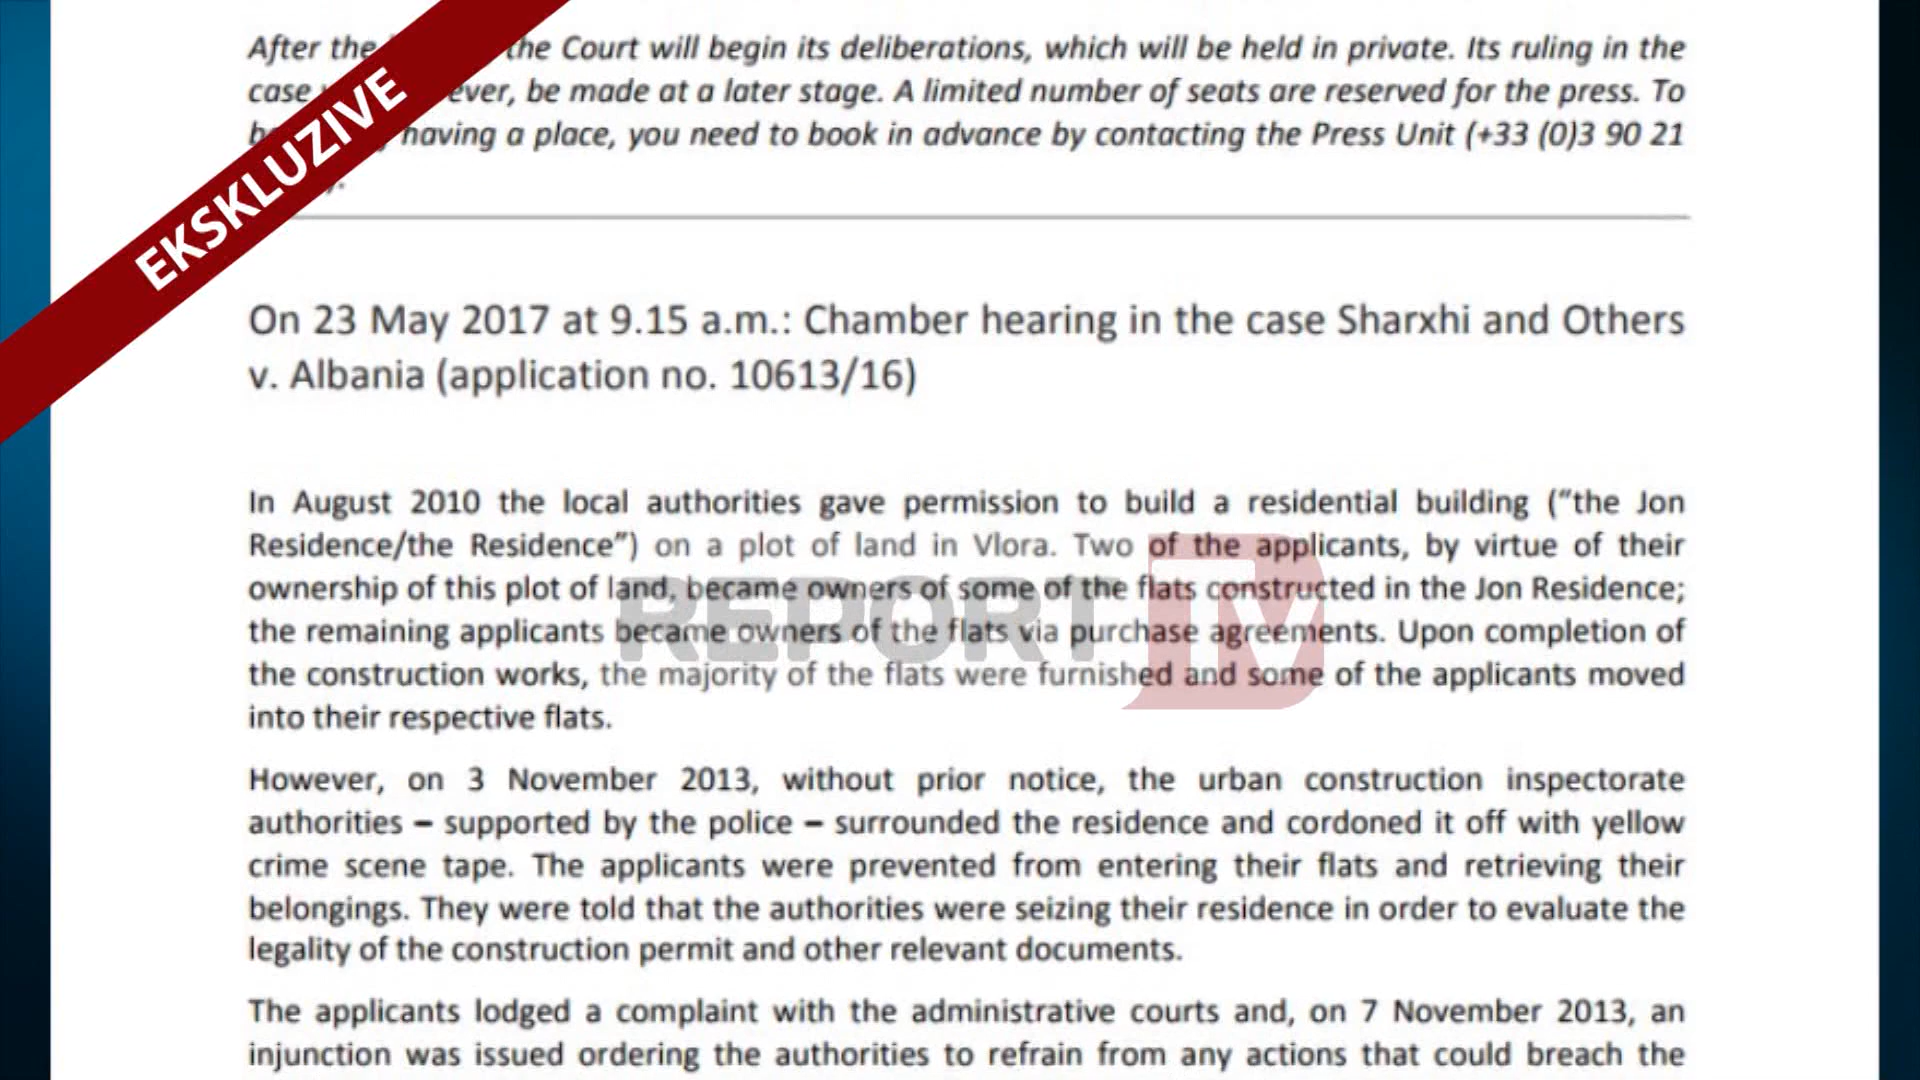 EKSKLUZIVE
After the he Court will begin its deliberations, which will be held in private. Its ruling in the
case ever, be made at a later stage. A limited number of seats are reserved for the press. To
having a place, you need to book in advance by contacting the Press Unit (+33 (0)3 90 21
On 23 May 2017 at 9.15 a.m.: Chamber hearing in the case Sharxhi and Others
v. Albania (application no. 10613/16)
In August 2010 the local authorities gave permission to build a residential building (“the Jon
Residence/the Residence”) on a plot of land in Vlora. Two of the applicants, by virtue of their
ownership of this plot of land, became owners of some of the flats constructed in the Jon Residence;
the remaining applicants became owners of the flats via purchase agreements. Upon completion of
the construction works, the majority of the flats were furnished and some of the applicants moved
into their respective flats.
REPORT TV
However, on 3 November 2013, without prior notice, the urban construction inspectorate
authorities – supported by the police – surrounded the residence and cordoned it off with yellow
crime scene tape. The applicants were prevented from entering their flats and retrieving their
belongings. They were told that the authorities were seizing their residence in order to evaluate the
legality of the construction permit and other relevant documents.
The applicants lodged a complaint with the administrative courts and, on 7 November 2013, an
injunction was issued ordering the authorities to refrain from any actions that could breach the